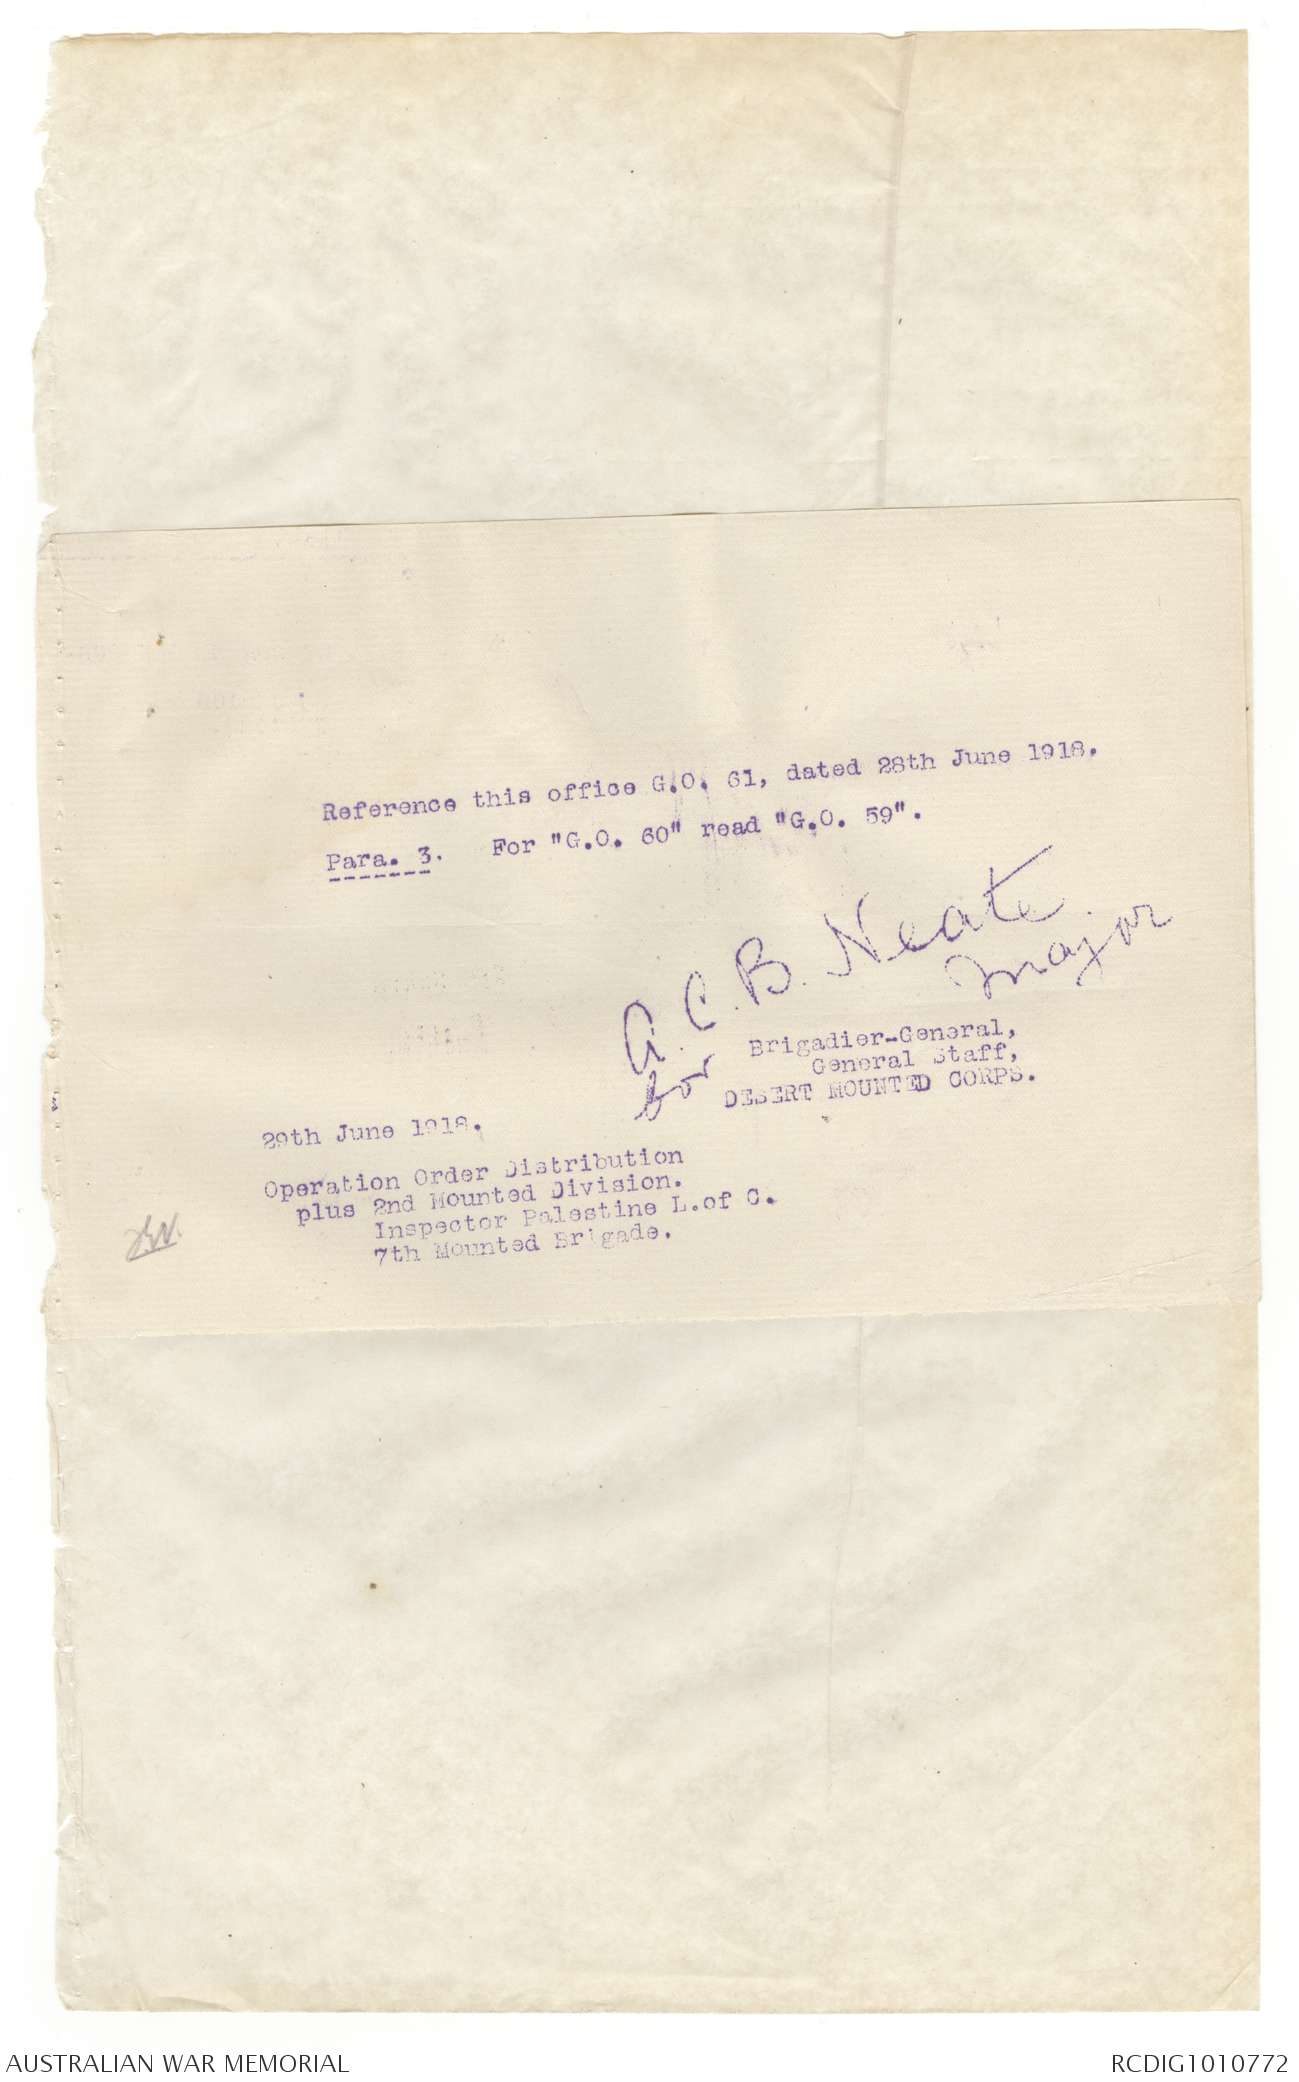 Reference this office G.O. 61, dated 28th June 1918.
Para. 3. For "G.O. 60" read "G.O. 59".
A. C. B. Neate
Major
for Brigadier-General,
General Staff,
DESERT MOUNTED CORPS.
29th June 1918.
Operation Order Distribution
plus 2nd Mounted Division.
Inspector Palestine L.of C.
7th Mounted Brigade.
AUSTRALIAN WAR MEMORIAL
RCDIG1010772